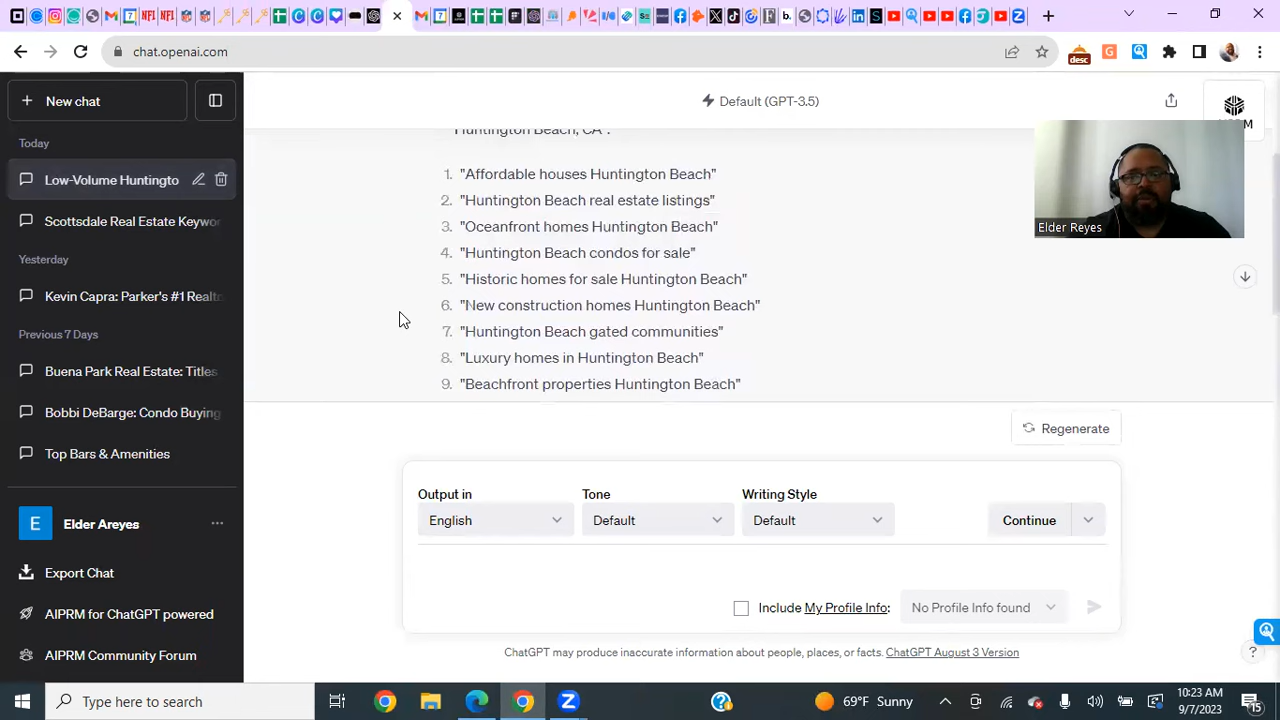 chat.openai.com
desc
New chat
Default (GPT-3.5)
Today
Low-Volume Huntingto
Scottsdale Real Estate Keywo
Yesterday
Kevin Capra: Parker's #1 Realt
Previous 7 Days
Buena Park Real Estate: Titles
Bobbi DeBarge: Condo Buying
Top Bars & Amenities
E
Elder Areyes
Export Chat
AIPRM for ChatGPT powered
AIPRM Community Forum
"Huntington Beach, CA".
1. "Affordable houses Huntington Beach"
2. "Huntington Beach real estate listings"
3. "Oceanfront homes Huntington Beach"
4. "Huntington Beach condos for sale"
5. "Historic homes for sale Huntington Beach"
6. "New construction homes Huntington Beach"
7. "Huntington Beach gated communities"
8. "Luxury homes in Huntington Beach"
9. "Beachfront properties Huntington Beach"
Elder Reyes
Regenerate
Output in
Tone
Writing Style
English
Default
Default
Continue
Include My Profile Info:
No Profile Info found
ChatGPT may produce inaccurate information about people, places, or facts. ChatGPT August 3 Version
?
Type here to search
69°F Sunny
10:23 AM
9/7/2023
15